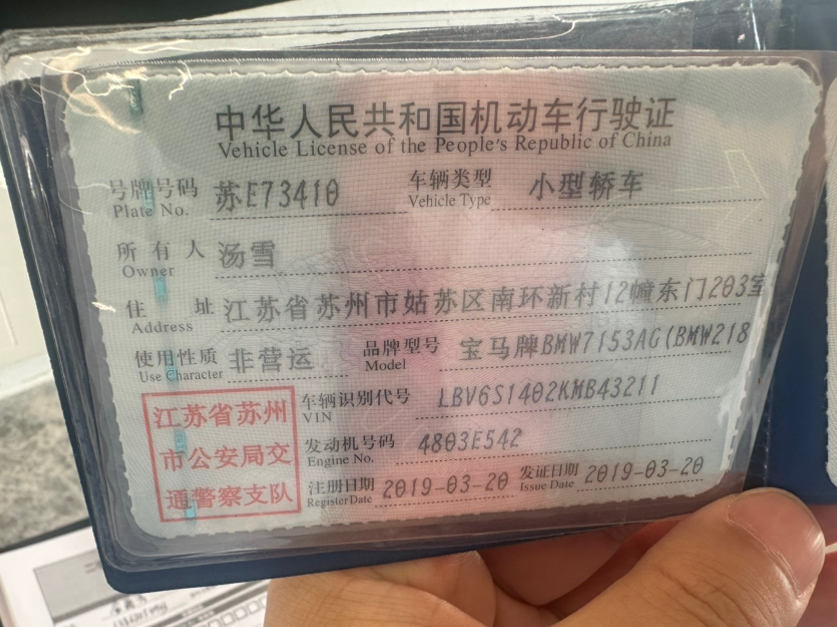 中华人民共和国机动车行驶证
Vehicle License of the People's Republic of China
号牌号码 苏E73410 车辆类型 小型轿车
Plate No. Vehicle Type
所有人 汤雪
Owner
住址 江苏省苏州市姑苏区南环新村12幢东门203室
Address
使用性质 非营运 品牌型号 宝马牌BMW7153AG(BMW218
Use Character Model
江苏省苏州
市公安局交
通警察支队
车辆识别代号 LBV6S1402KMB43211
VIN
发动机号码 4803E542
Engine No.
注册日期 2019-03-20 发证日期 2019-03-20
Register Date Issue Date